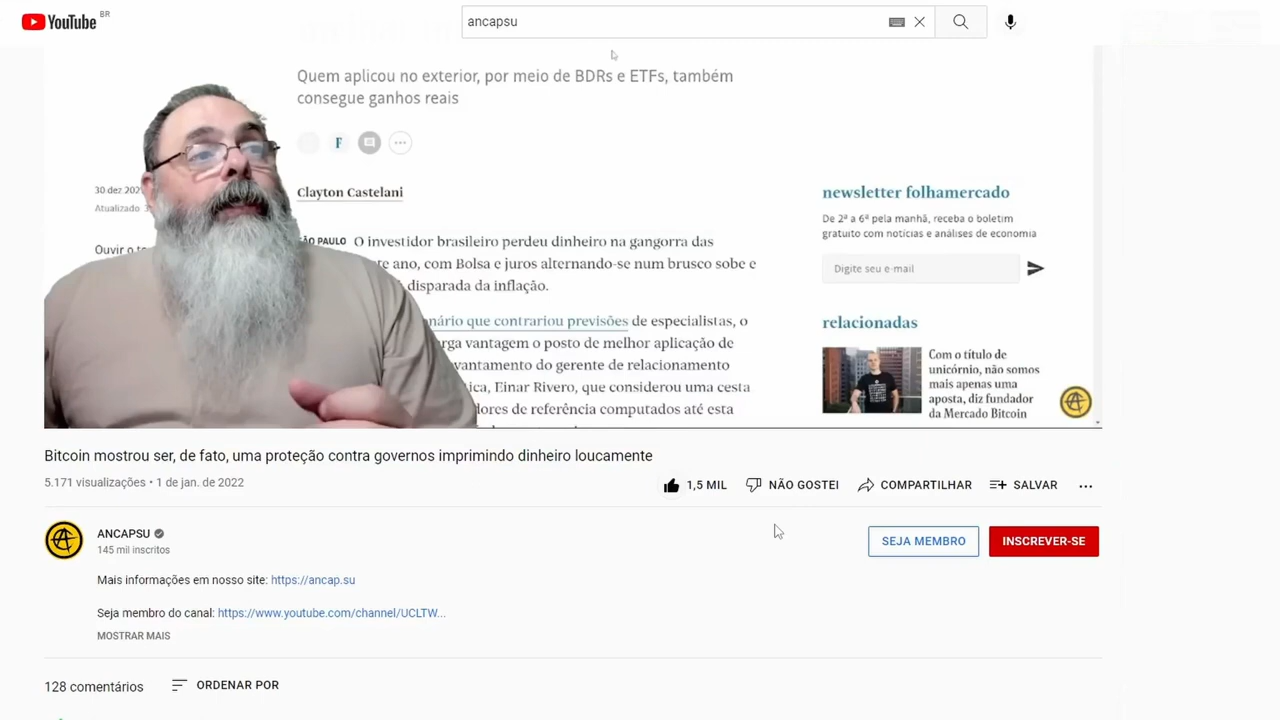 YouTube BR
ancapsu
Quem aplicou no exterior, por meio de BDRs e ETFs, também
consegue ganhos reais
F
30 dez.202
Atualizado
Ouvir o te
Clayton Castelani
PAULO O investidor brasileiro perdeu dinheiro na gangorra das
te ano, com Bolsa e juros alternando-se num brusco sobe e
disparada da inflação.
nário que contrariou previsões de especialistas, o
rga vantagem o posto de melhor aplicação de
vantamento do gerente de relacionamento
ica, Einar Rivero, que considerou uma cesta
dores de referência computados até esta
newsletter folhamercado
De 2ª a 6ª pela manhã, receba o boletim
gratuito com notícias e análises de economia
Digite seu e-mail
relacionadas
Com o título de
unicórnio, não somos
mais apenas uma
aposta, diz fundador
da Mercado Bitcoin
Bitcoin mostrou ser, de fato, uma proteção contra governos imprimindo dinheiro loucamente
5.171 visualizações • 1 de jan. de 2022
1,5 MIL
NÃO GOSTEI
COMPARTILHAR
SALVAR
ANCAPSU
145 mil inscritos
SEJA MEMBRO
INSCREVER-SE
Mais informações em nosso site: https://ancap.su
Seja membro do canal: https://www.youtube.com/channel/UCLTW...
MOSTRAR MAIS
128 comentários
ORDENAR POR